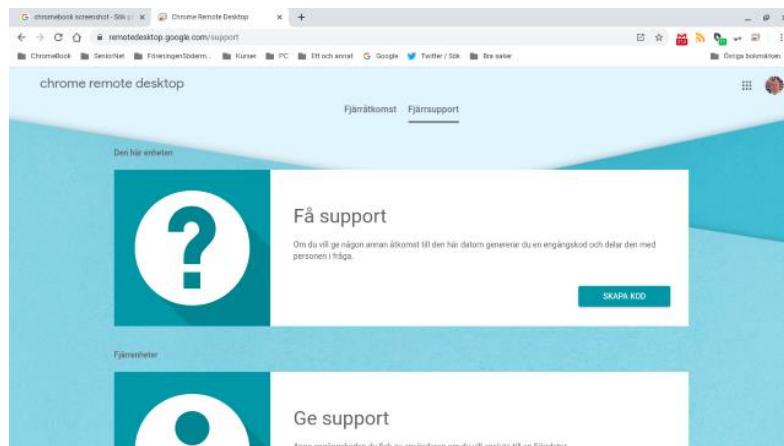 chromebook screenshot - Sök p
Chrome Remote Desktop
remotedesktop.google.com/support
ChromeBook
SeniorNet
FöreningenSöderm...
Kurser
PC
Ett och annat
Google
Twitter / Sök
Bra saker
Övriga bokmärken
chrome remote desktop
Fjärråtkomst
Fjärrsupport
Den här enheten
?
Få support
Om du vill ge någon annan åtkomst till den här datorn genererar du en engångskod och delar den med
personen i fråga.
SKAPA KOD
Fjärrenheter
Ge support